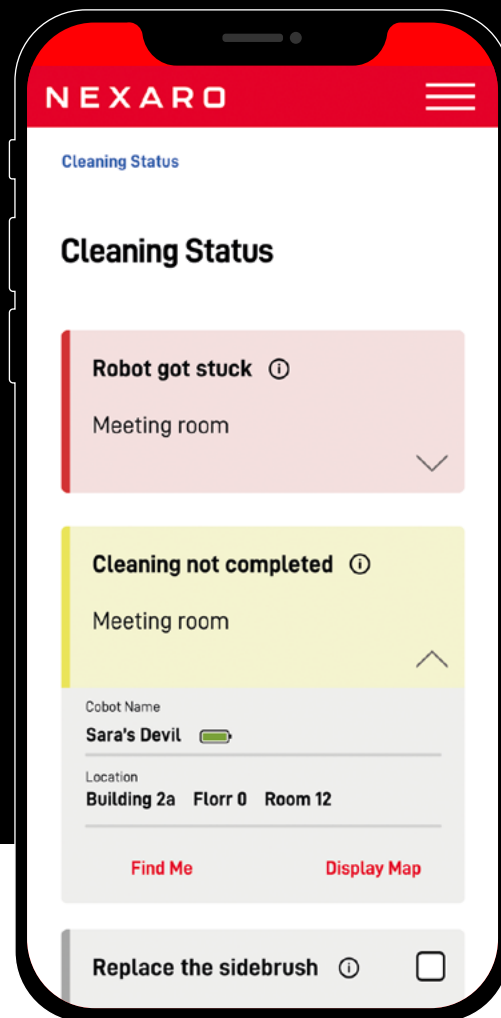 NEXARO
Cleaning Status
Cleaning Status
Robot got stuck
Meeting room
Cleaning not completed
Meeting room
Cobot Name
Sara's Devil
Location
Building 2a Florr 0 Room 12
Find Me Display Map
Replace the sidebrush